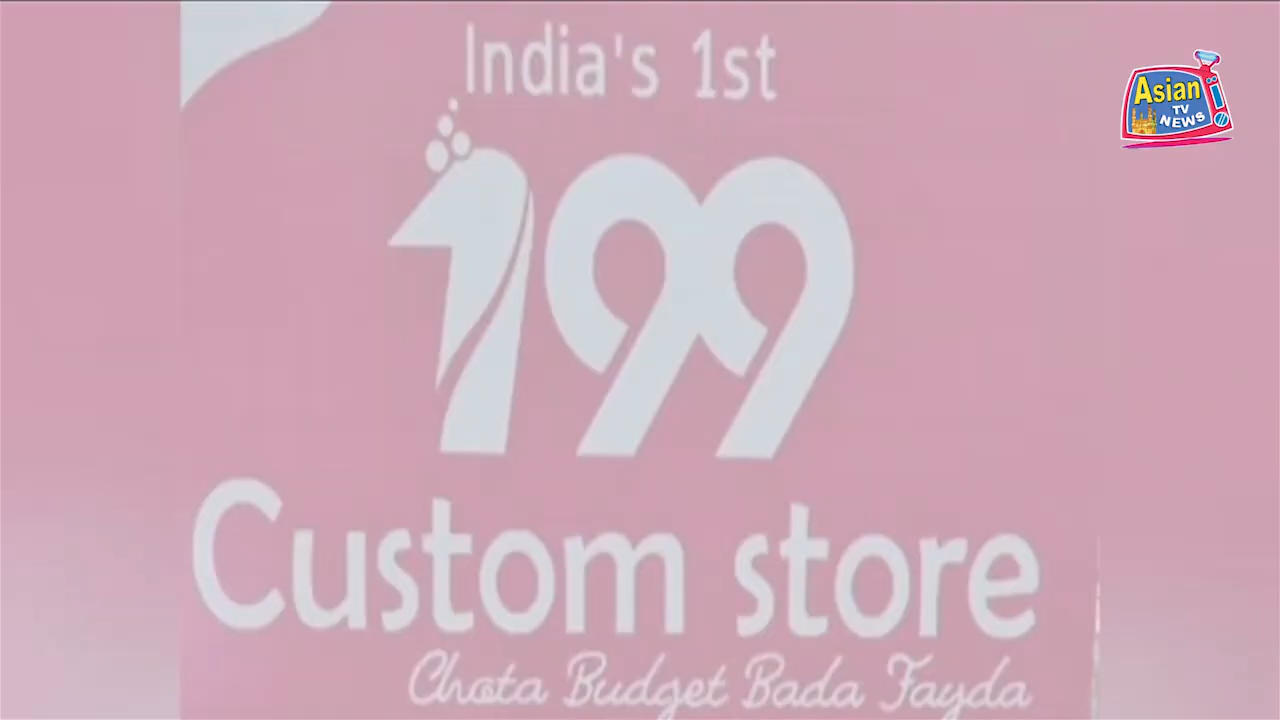 India's 1st
199
Custom store
Chota Budget Bada Fayda
Asian
TV
NEWS